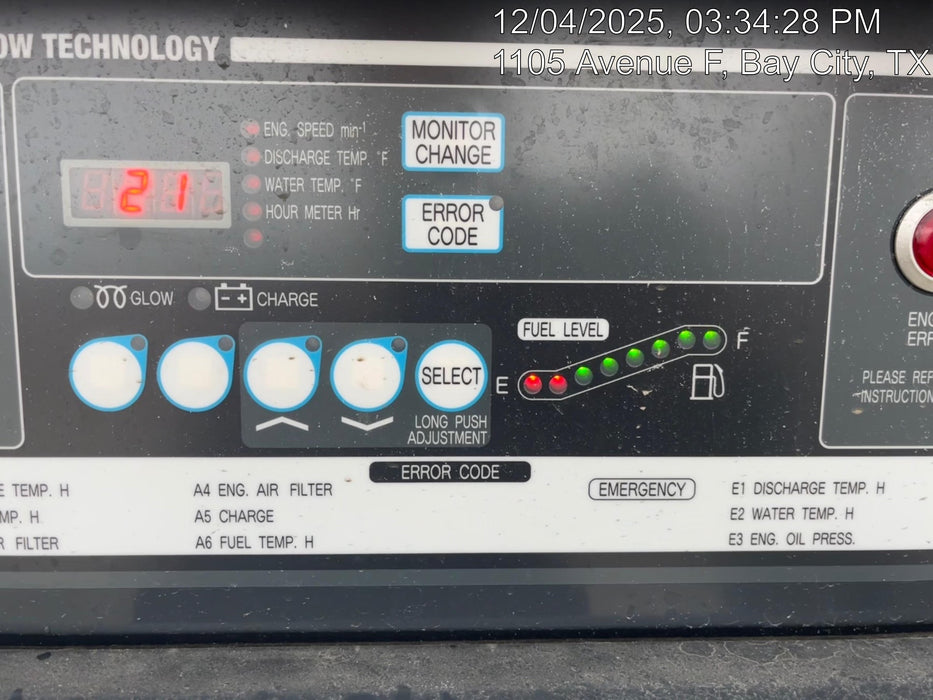 12/04/2025, 03:34:28 PM
1105 Avenue F, Bay City, TX
OW TECHNOLOGY
21
ENG. SPEED min⁻¹
DISCHARGE TEMP. °F
WATER TEMP. °F
HOUR METER Hr
MONITOR
CHANGE
ERROR
CODE
GLOW
CHARGE
SELECT
LONG PUSH
ADJUSTMENT
FUEL LEVEL
E
F
ENG
ERR
PLEASE REF
INSTRUCTION
ERROR CODE
E TEMP. H
MP. H
R FILTER
A4 ENG. AIR FILTER
A5 CHARGE
A6 FUEL TEMP. H
EMERGENCY
E1 DISCHARGE TEMP. H
E2 WATER TEMP. H
E3 ENG. OIL PRESS.